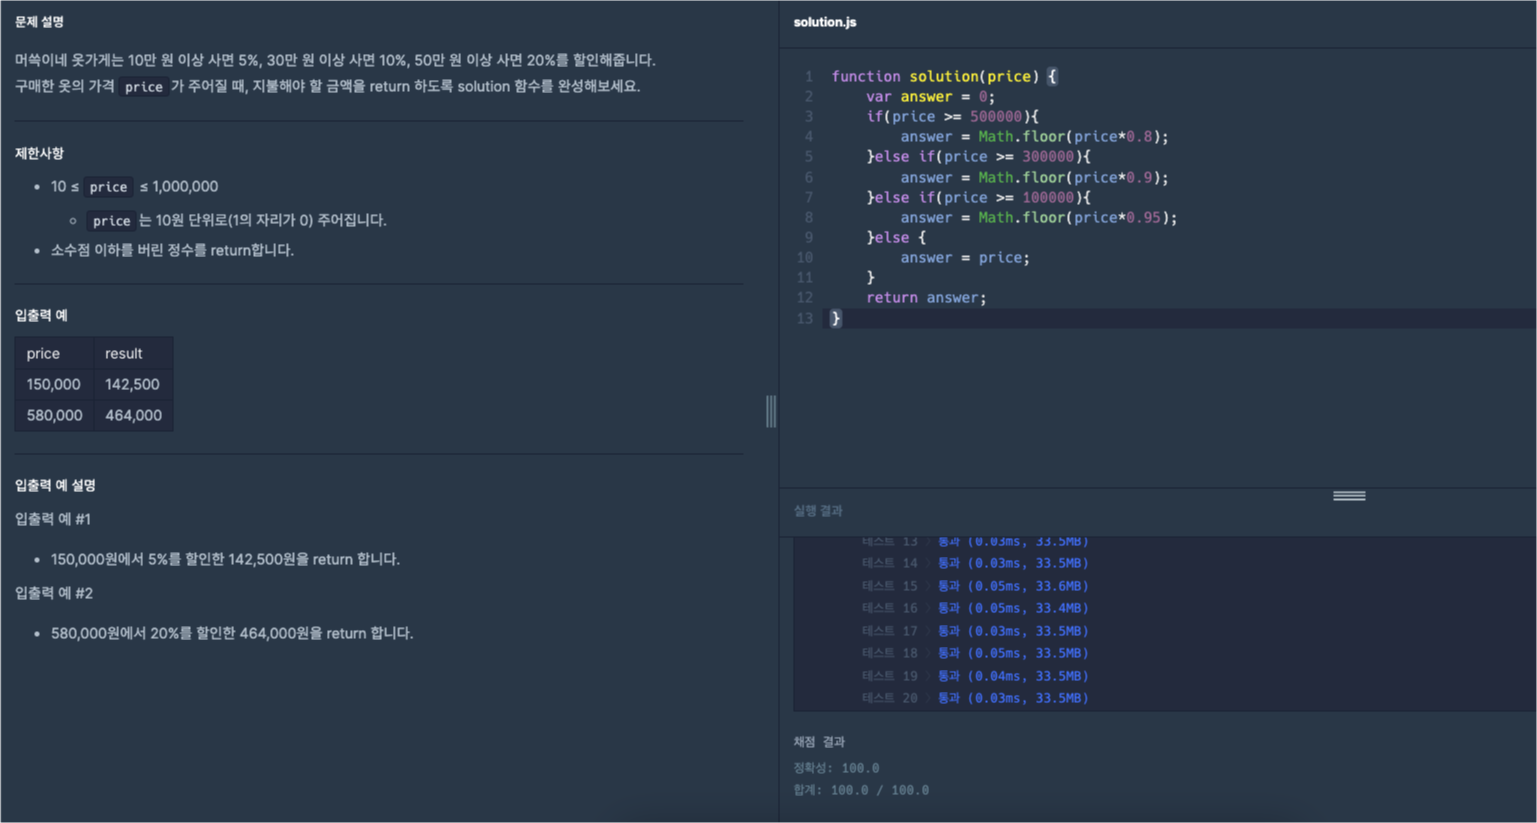 문제 설명
머쓱이네 옷가게는 10만 원 이상 사면 5%, 30만 원 이상 사면 10%, 50만 원 이상 사면 20%를 할인해줍니다.
구매한 옷의 가격 price 가 주어질 때, 지불해야 할 금액을 return 하도록 solution 함수를 완성해보세요.
제한사항
• 10 ≤ price ≤ 1,000,000
◦ price 는 10원 단위로(1의 자리가 0) 주어집니다.
• 소수점 이하를 버린 정수를 return합니다.
입출력 예
price result
150,000 142,500
580,000 464,000
입출력 예 설명
입출력 예 #1
• 150,000원에서 5%를 할인한 142,500원을 return 합니다.
입출력 예 #2
• 580,000원에서 20%를 할인한 464,000원을 return 합니다.
solution.js
1 function solution(price) {
2     var answer = 0;
3     if(price >= 500000){
4         answer = Math.floor(price*0.8);
5     }else if(price >= 300000){
6         answer = Math.floor(price*0.9);
7     }else if(price >= 100000){
8         answer = Math.floor(price*0.95);
9     }else {
10         answer = price;
11     }
12     return answer;
13 }
실행 결과
테스트 13 〉 통과 (0.03ms, 33.5MB)
테스트 14 〉 통과 (0.03ms, 33.5MB)
테스트 15 〉 통과 (0.05ms, 33.6MB)
테스트 16 〉 통과 (0.05ms, 33.4MB)
테스트 17 〉 통과 (0.03ms, 33.5MB)
테스트 18 〉 통과 (0.05ms, 33.5MB)
테스트 19 〉 통과 (0.04ms, 33.5MB)
테스트 20 〉 통과 (0.03ms, 33.5MB)
채점 결과
정확성: 100.0
합계: 100.0 / 100.0